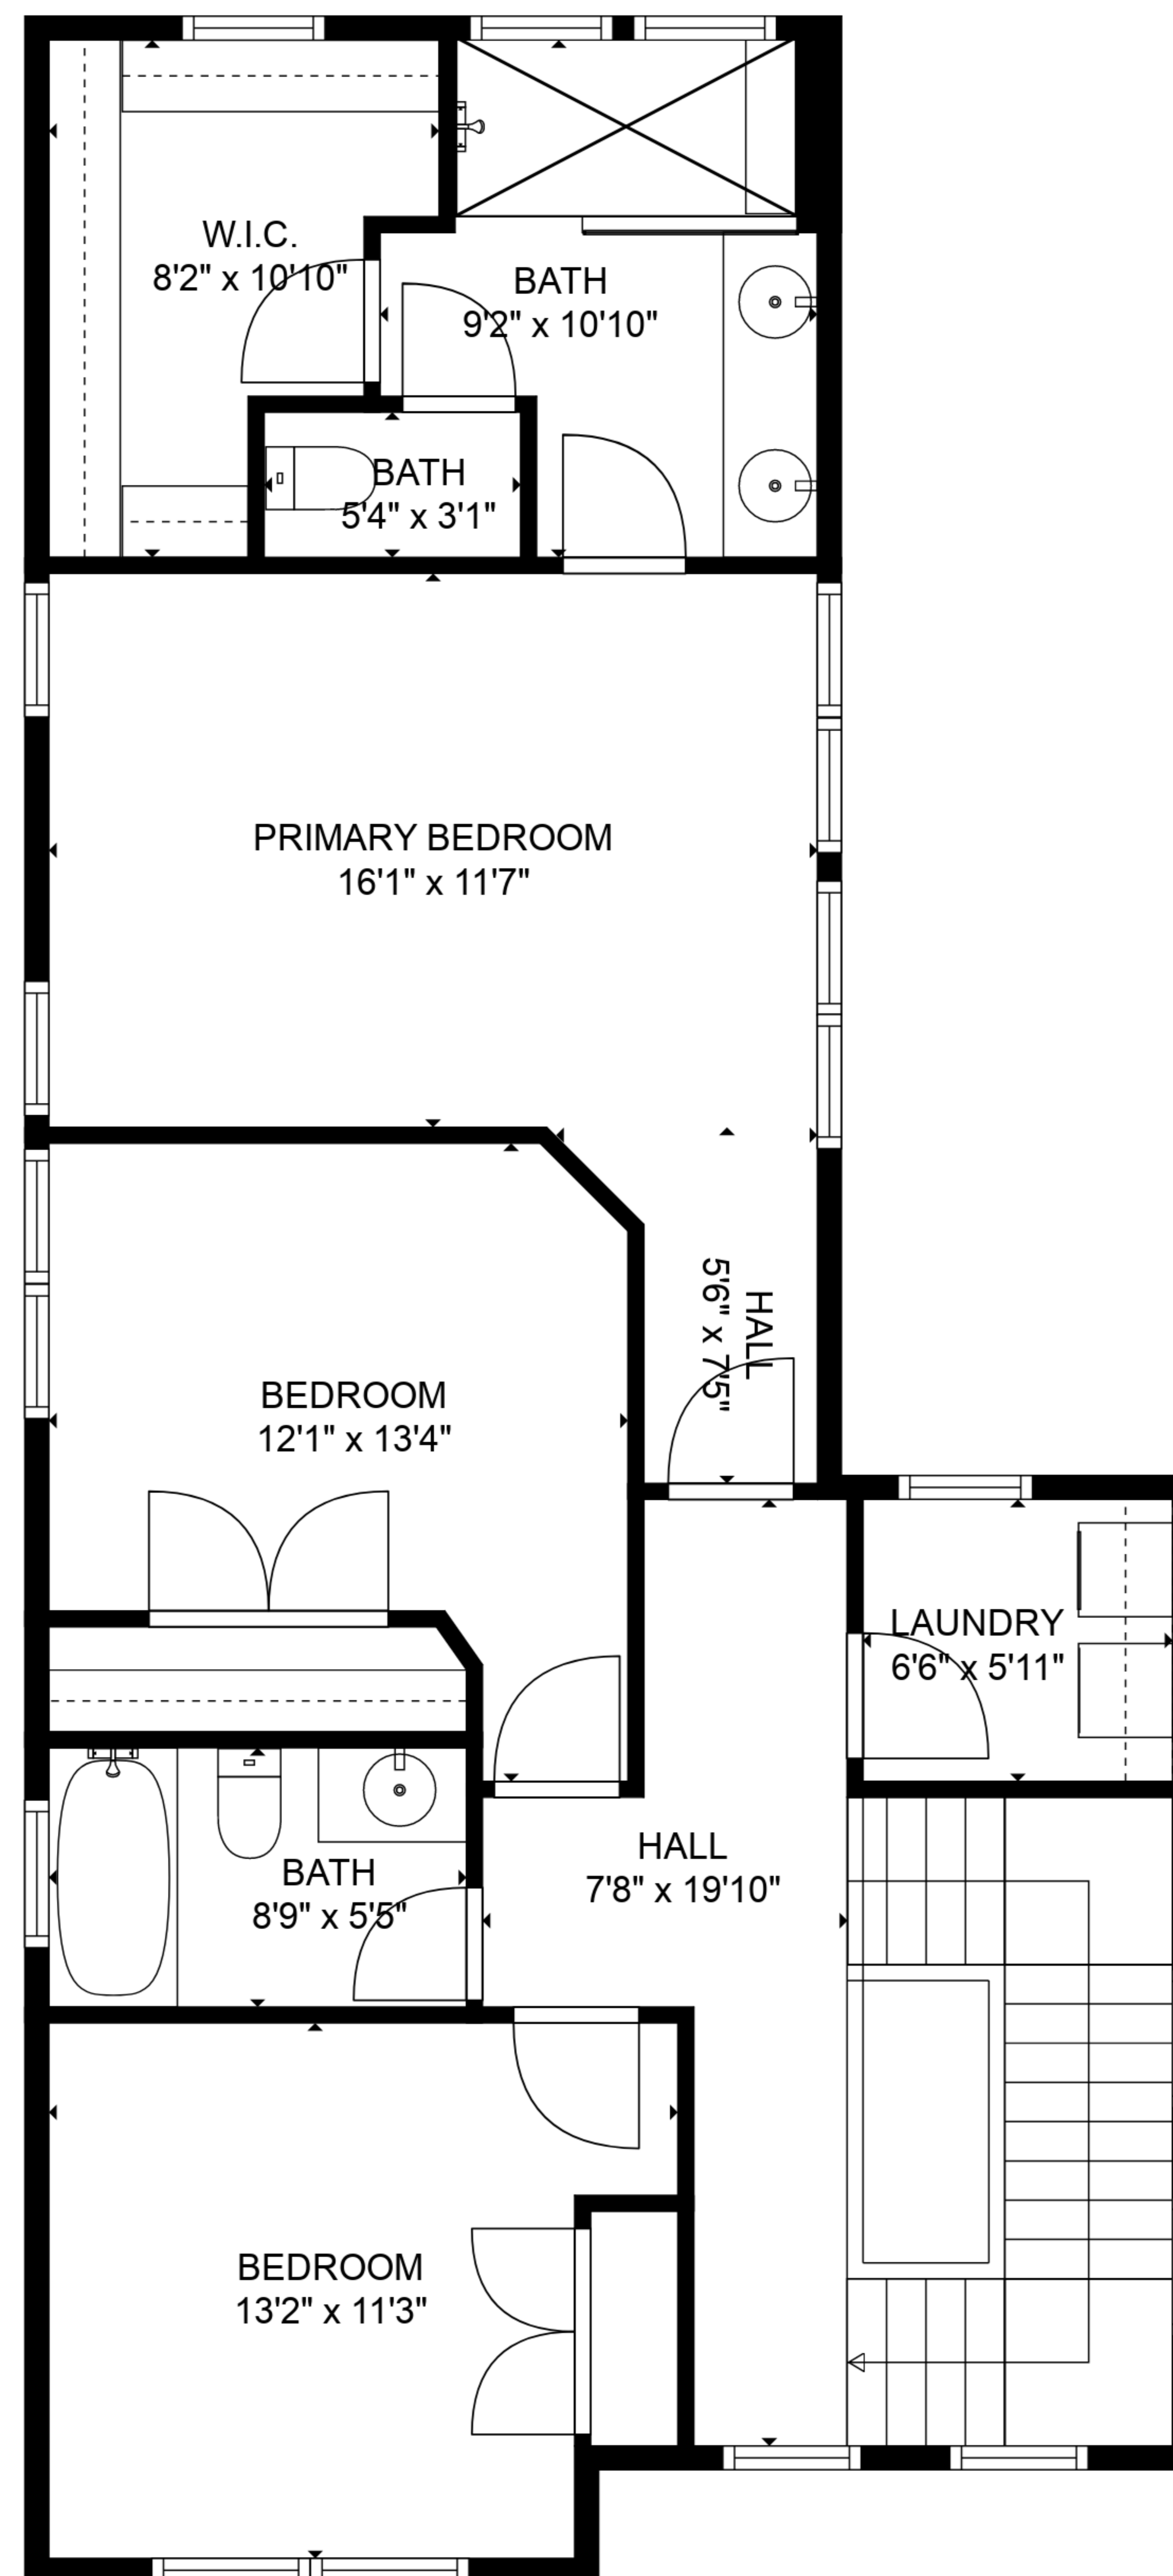 W.I.C.
8'2" x 10'10"
BATH
9'2" x 10'10"
BATH
5'4" x 3'1"
PRIMARY BEDROOM
16'1" x 11'7"
HALL
5'6" x 7'5"
BEDROOM
12'1" x 13'4"
LAUNDRY
6'6" x 5'11"
HALL
7'8" x 19'10"
BATH
8'9" x 5'5"
BEDROOM
13'2" x 11'3"